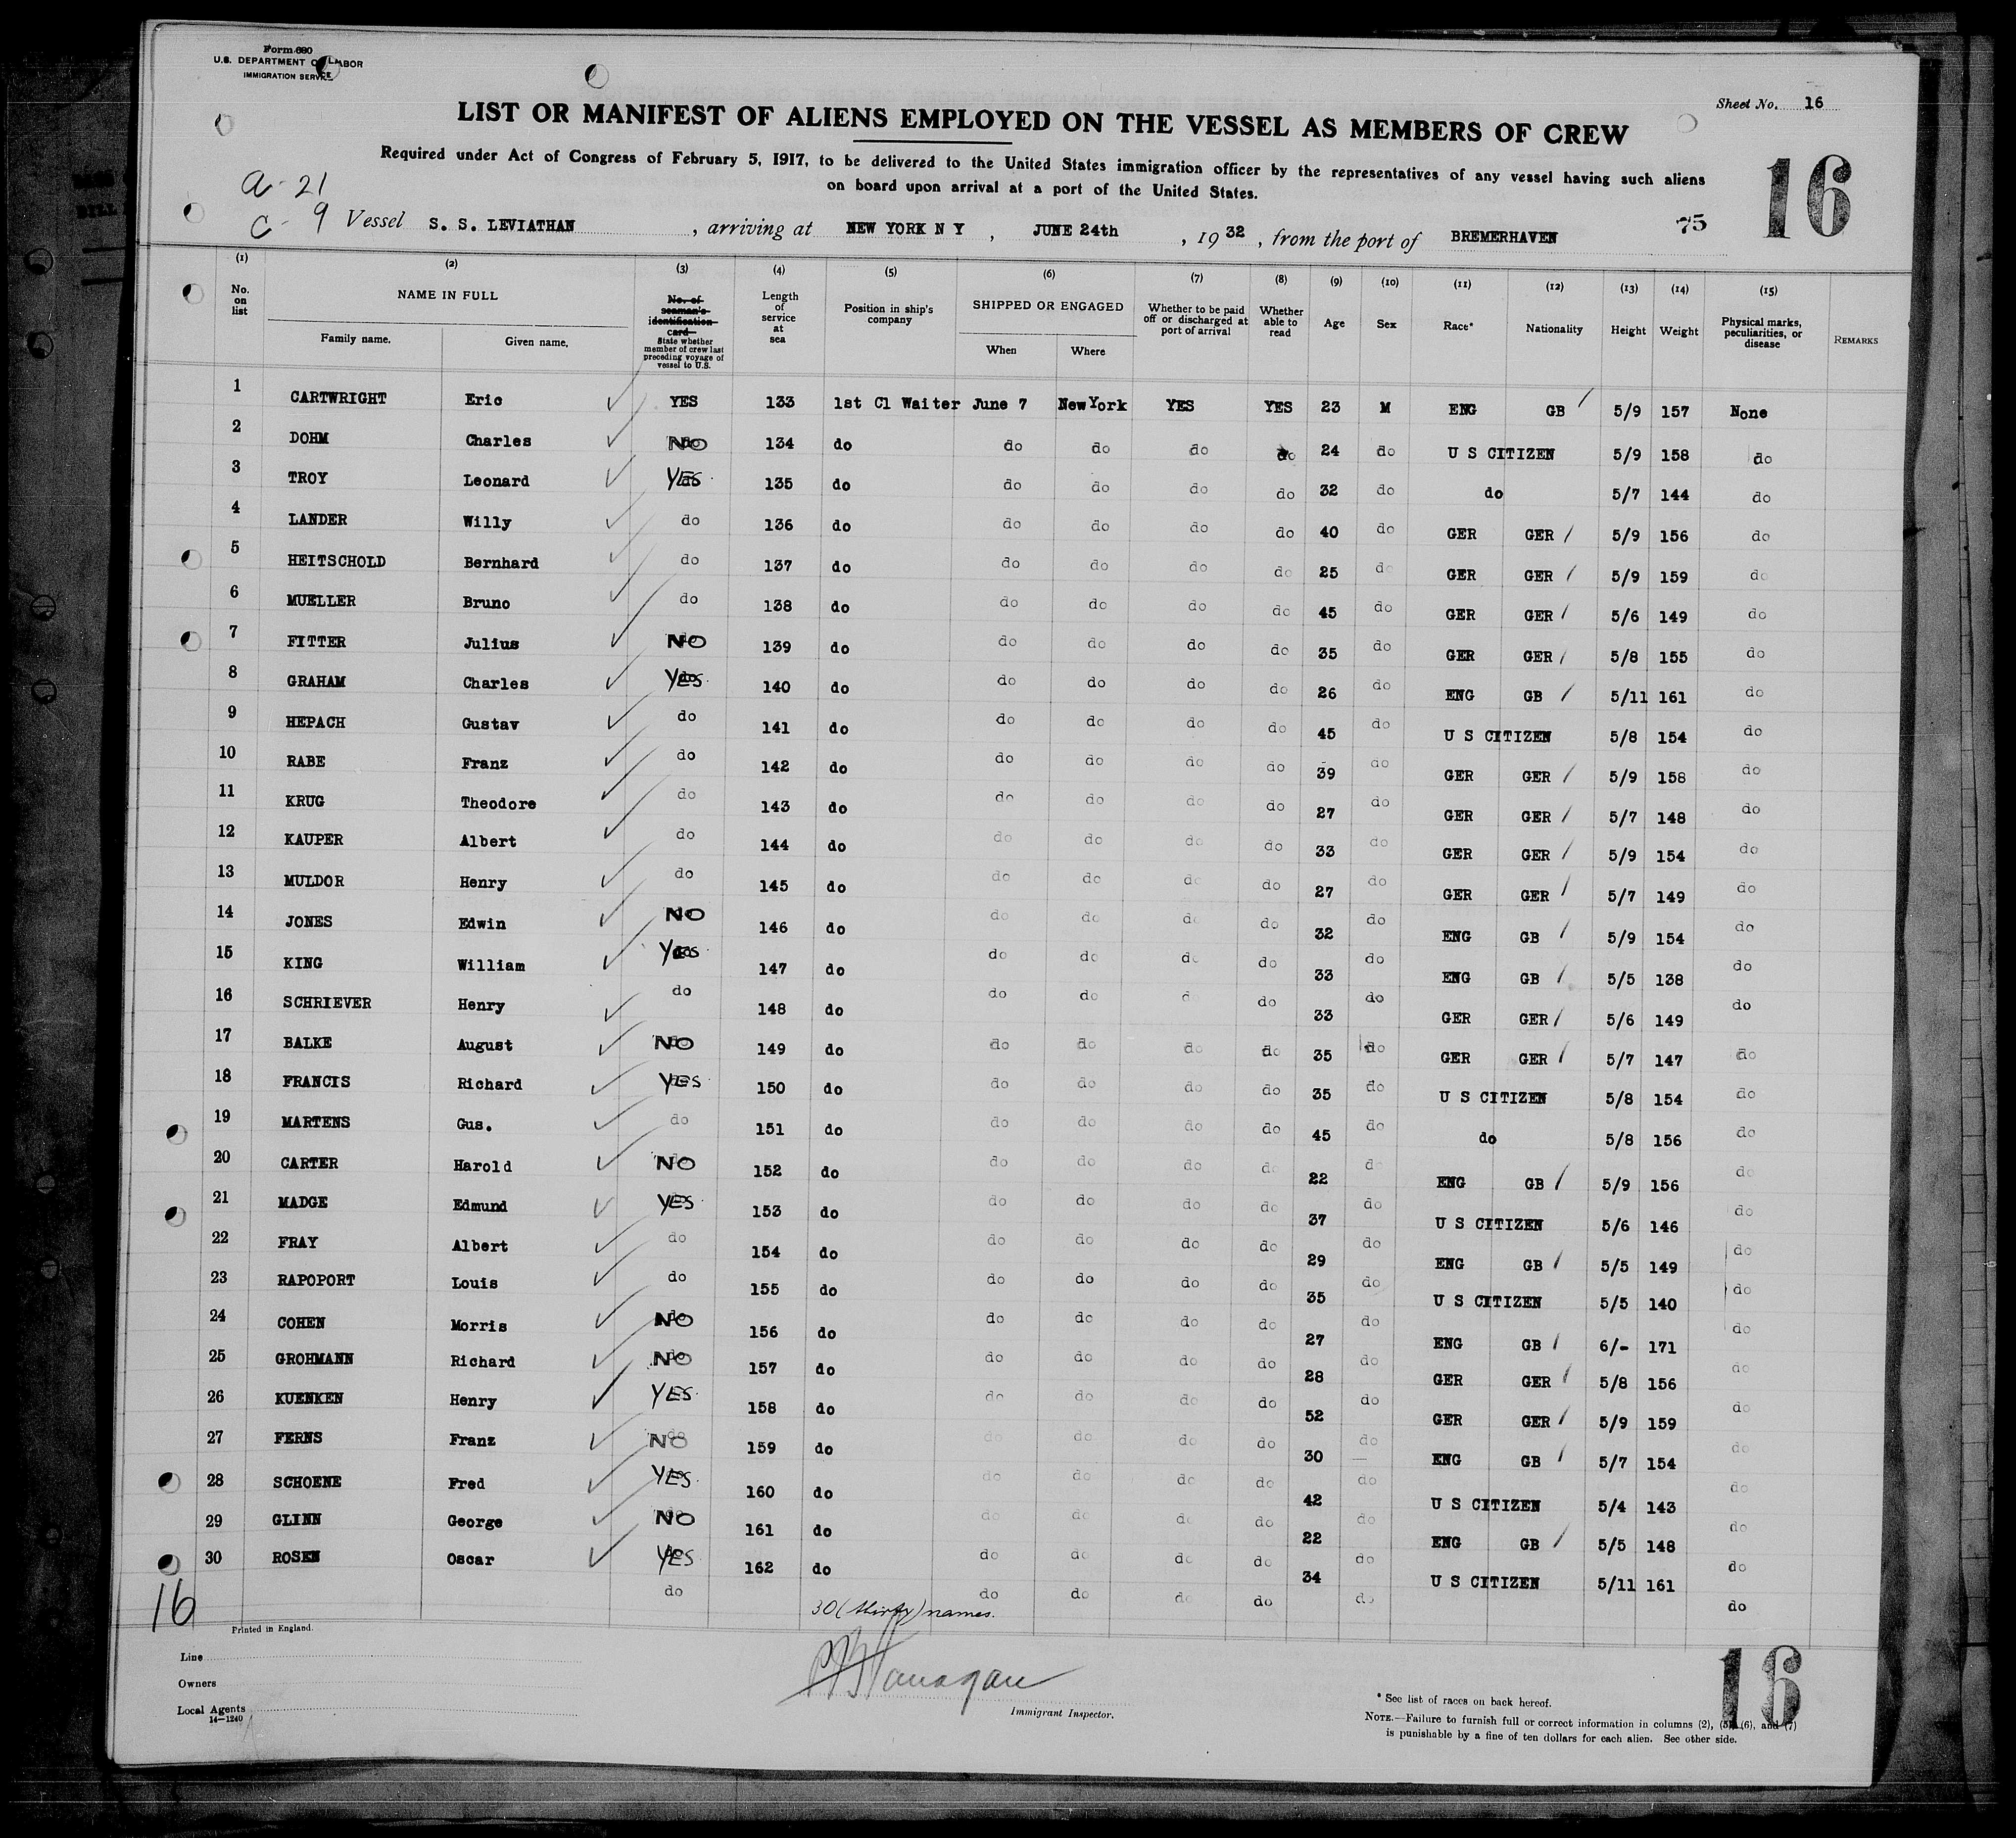 Form 680
U.S. DEPARTMENT OF LABOR
IMMIGRATION SERVICE
Sheet No. 16
LIST OR MANIFEST OF ALIENS EMPLOYED ON THE VESSEL AS MEMBERS OF CREW
Required under Act of Congress of February 5, 1917, to be delivered to the United States immigration officer by the representatives of any vessel having such aliens
on board upon arrival at a port of the United States.
16
a - 21
c - 9
Vessel S. S. LEVIATHAN, arriving at NEW YORK N Y, JUNE 24th, 1932, from the port of BREMERHAVEN
75
(1) (2) (3) (4) (5) (6) (7) (8) (9) (10) (11) (12) (13) (14) (15)
No. on list NAME IN FULL Family name. Given name. No. of seaman's identification card State whether member of crew last preceding voyage of vessel to U.S. Length of service at sea Position in ship's company SHIPPED OR ENGAGED When Where Whether to be paid off or discharged at port of arrival Whether able to read Age Sex Race* Nationality Height Weight Physical marks, peculiarities, or disease REMARKS
1 CARTWRIGHT Eric YES 133 1st Cl Waiter June 7 New York YES YES 23 M ENG GB 5/9 157 None
2 DOHM Charles NO 134 do do do do do 24 do U S CITIZEN 5/9 158 do
3 TROY Leonard YES 135 do do do do do 32 do do 5/7 144 do
4 LANDER Willy do 136 do do do do do 40 do GER GER 5/9 156 do
5 HEITSCHOLD Bernhard do 137 do do do do do 25 do GER GER 5/9 159 do
6 MUELLER Bruno do 138 do do do do do 45 do GER GER 5/6 149 do
7 FITTER Julius NO 139 do do do do do 35 do GER GER 5/8 155 do
8 GRAHAM Charles YES 140 do do do do do 26 do ENG GB 5/11 161 do
9 HEPACH Gustav do 141 do do do do do 45 do U S CITIZEN 5/8 154 do
10 RABE Franz do 142 do do do do do 39 do GER GER 5/9 158 do
11 KRUG Theodore do 143 do do do do do 27 do GER GER 5/7 148 do
12 KAUPER Albert do 144 do do do do do 33 do GER GER 5/9 154 do
13 MULDOR Henry do 145 do do do do do 27 do GER GER 5/7 149 do
14 JONES Edwin NO 146 do do do do do 32 do ENG GB 5/9 154 do
15 KING William YES 147 do do do do do 33 do ENG GB 5/5 138 do
16 SCHRIEVER Henry do 148 do do do do do 33 do GER GER 5/6 149 do
17 BALKE August NO 149 do do do do do 35 do GER GER 5/7 147 do
18 FRANCIS Richard YES 150 do do do do do 35 do U S CITIZEN 5/8 154 do
19 MARTENS Gus. do 151 do do do do do 45 do do 5/8 156 do
20 CARTER Harold NO 152 do do do do do 22 do ENG GB 5/9 156 do
21 MADGE Edmund YES 153 do do do do do 37 do U S CITIZEN 5/6 146 do
22 FRAY Albert do 154 do do do do do 29 do ENG GB 5/5 149 do
23 RAPOPORT Louis do 155 do do do do do 35 do U S CITIZEN 5/5 140 do
24 COHEN Morris NO 156 do do do do do 27 do ENG GB 6/- 171 do
25 GROHMANN Richard NO 157 do do do do do 28 do GER GER 5/8 156 do
26 KUENKEN Henry YES 158 do do do do do 52 do GER GER 5/9 159 do
27 FERNS Franz NO 159 do do do do do 30 do ENG GB 5/7 154 do
28 SCHOENE Fred YES 160 do do do do do 42 do U S CITIZEN 5/4 143 do
29 GLINN George NO 161 do do do do do 22 do ENG GB 5/5 148 do
30 ROSEN Oscar YES 162 do do do do do 34 do U S CITIZEN 5/11 161 do
do do do do do do do
16
30 (thirty) names.
Printed in England.
Line
Owners
Local Agents
14—1240
Immigrant Inspector.
16
* See list of races on back hereof.
NOTE.—Failure to furnish full or correct information in columns (2), (5), (6), and (7)
is punishable by a fine of ten dollars for each alien. See other side.